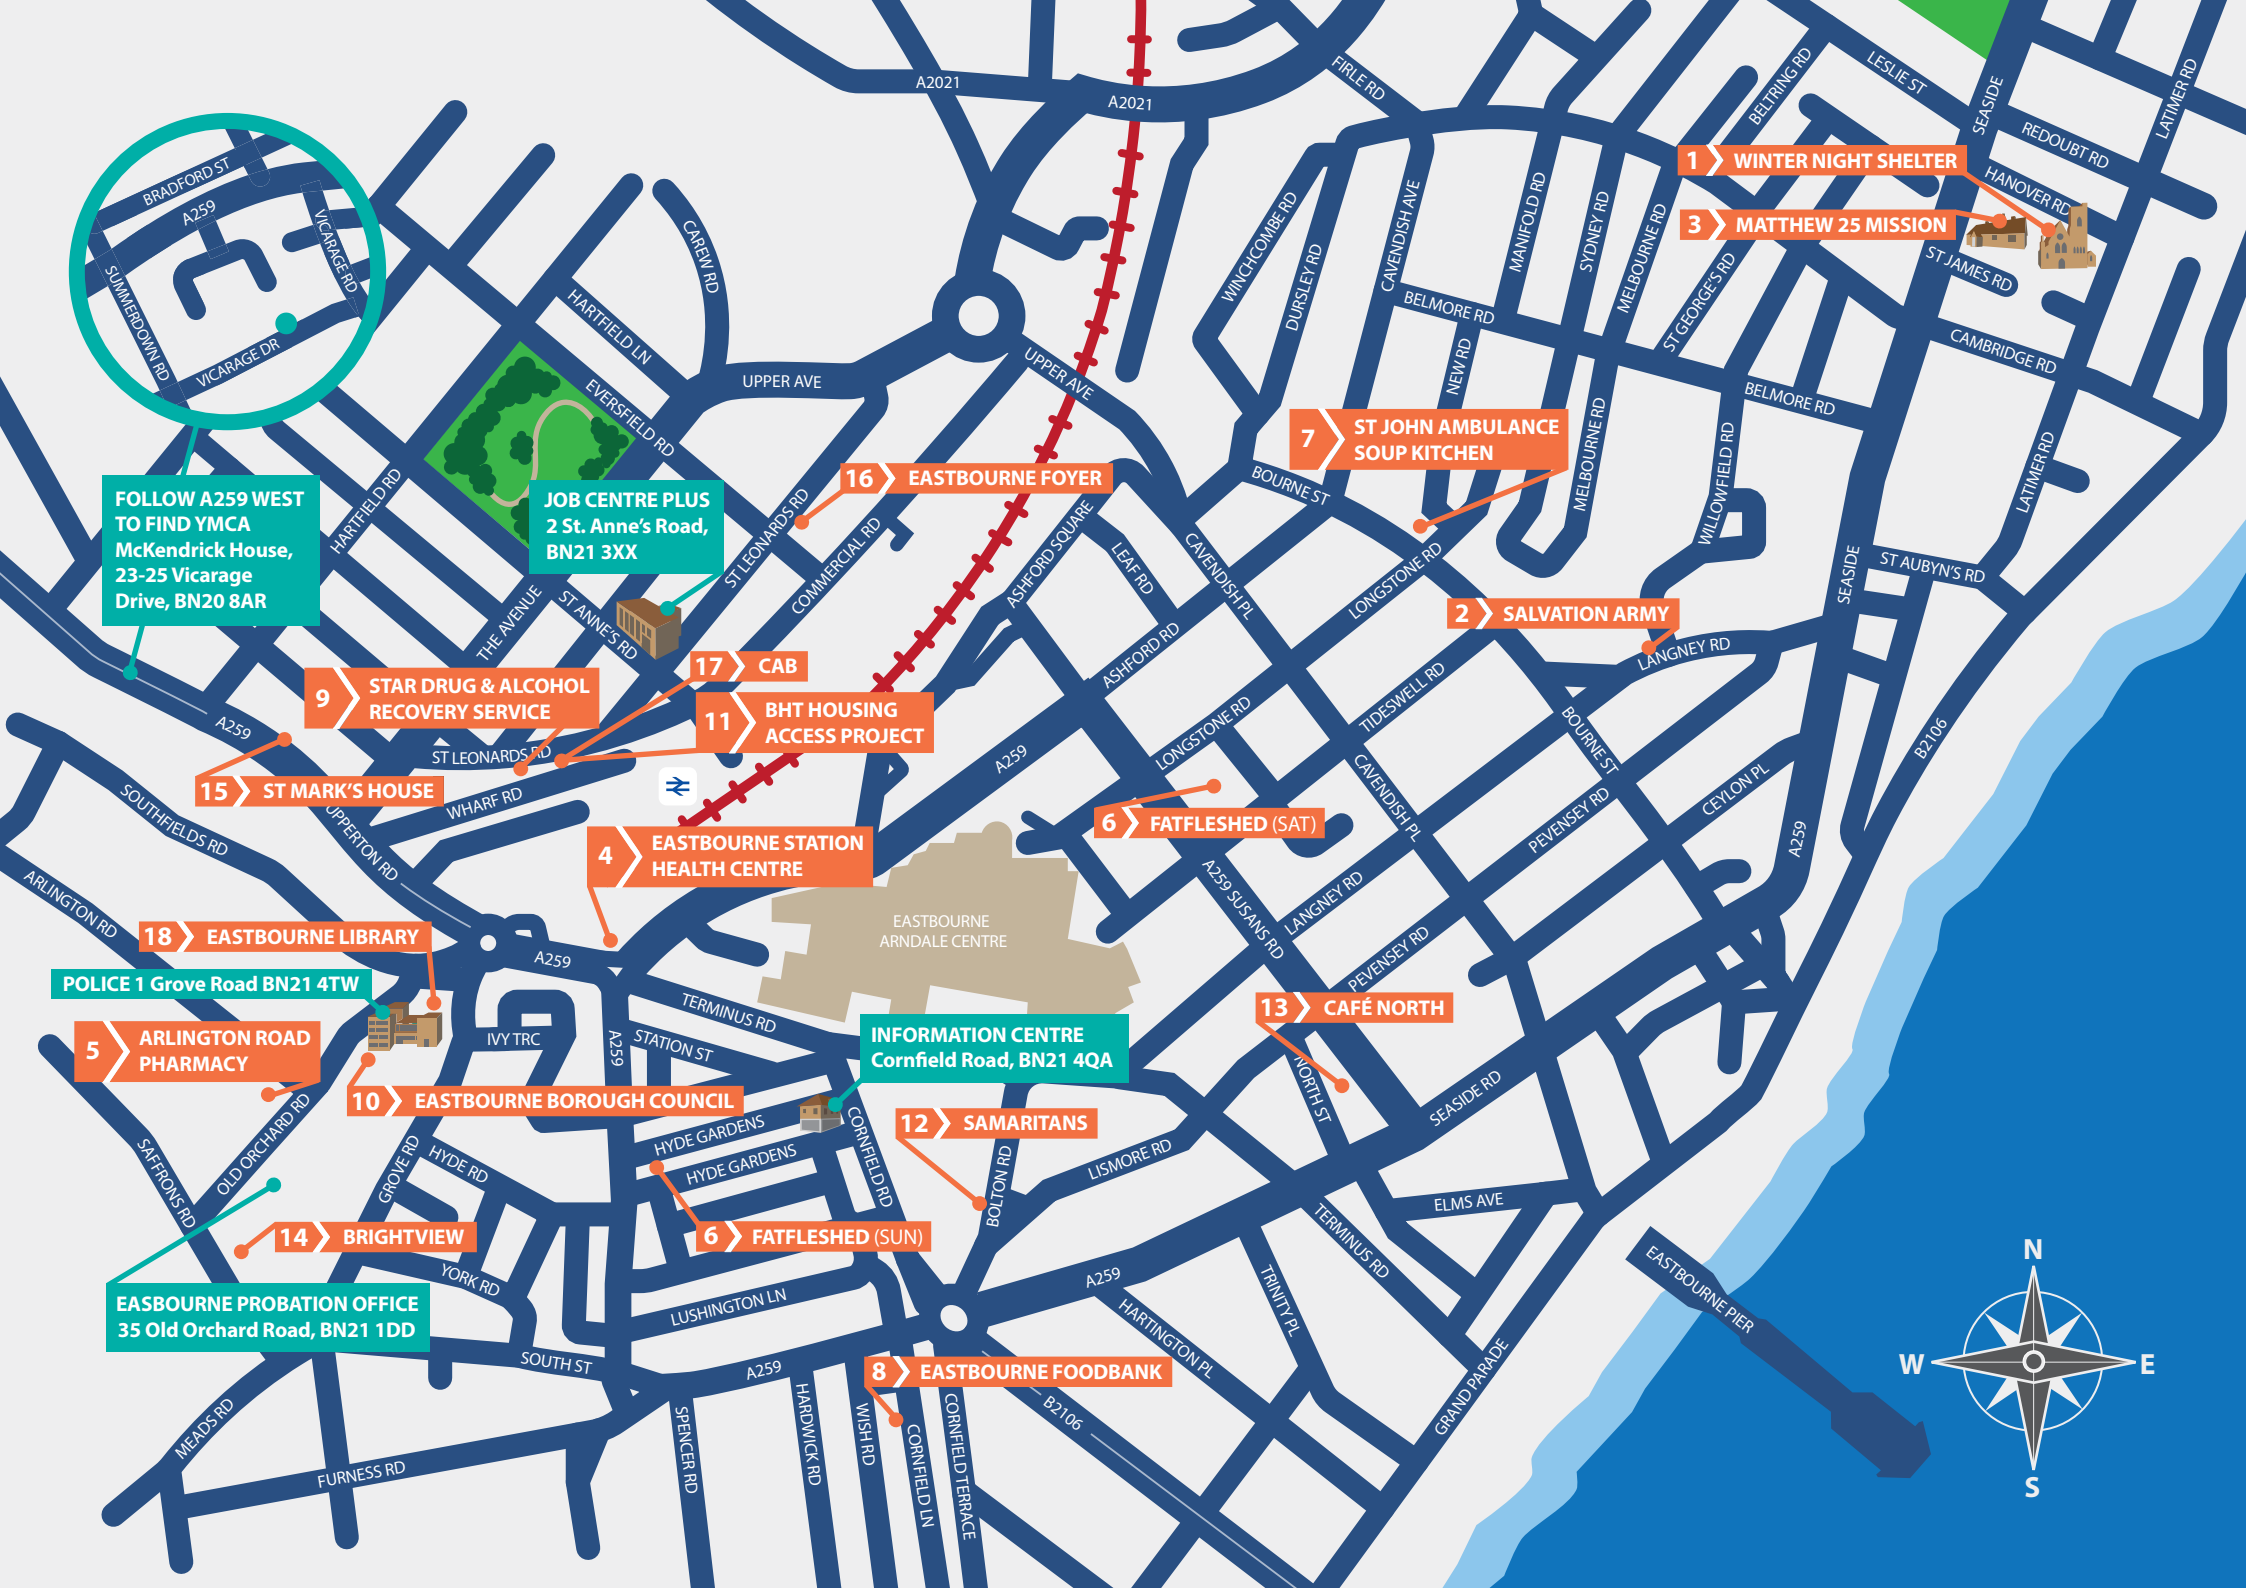 A2021
A2021
FIRLE RD
BELTRING RD
LESLIE ST
SEASIDE
LATIMER RD
REDOUBT RD
HANOVER RD
1 WINTER NIGHT SHELTER
3 MATTHEW 25 MISSION
ST JAMES RD
BRADFORD ST
A259
VICARAGE RD
SUMMERDOWN RD
VICARAGE DR
CAREW RD
HARTFIELD LN
EVERSFIELD RD
UPPER AVE
UPPER AVE
WINCHCOMBE RD
DURSLEY RD
CAVENDISH AVE
MANIFOLD RD
SYDNEY RD
MELBOURNE RD
ST GEORGE'S RD
BELMORE RD
NEW RD
BELMORE RD
CAMBRIDGE RD
MELBOURNE RD
WILLOWFIELD RD
LATIMER RD
7 ST JOHN AMBULANCE
SOUP KITCHEN
BOURNE ST
16 EASTBOURNE FOYER
FOLLOW A259 WEST
TO FIND YMCA
McKendrick House,
23-25 Vicarage
Drive, BN20 8AR
HARTFIELD RD
JOB CENTRE PLUS
2 St. Anne's Road,
BN21 3XX
ST LEONARDS RD
COMMERCIAL RD
ASHFORD SQUARE
LEAF RD
CAVENDISH PL
LONGSTONE RD
SEASIDE
ST AUBYN'S RD
THE AVENUE
ST ANNE'S RD
2 SALVATION ARMY
LANGNEY RD
ASHFORD RD
17 CAB
9 STAR DRUG & ALCOHOL
RECOVERY SERVICE
11 BHT HOUSING
ACCESS PROJECT
A259
ST LEONARDS RD
15 ST MARK'S HOUSE
WHARF RD
A259
LONGSTONE RD
TIDESWELL RD
BOURNE ST
B2106
CAVENDISH PL
PEVENSEY RD
CEYLON PL
A259
SOUTHFIELDS RD
UPPERTON RD
4 EASTBOURNE STATION
HEALTH CENTRE
6 FATFLESHED (SAT)
A259 SUSANS RD
LANGNEY RD
ARLINGTON RD
18 EASTBOURNE LIBRARY
EASTBOURNE
ARNDALE CENTRE
A259
PEVENSEY RD
POLICE 1 Grove Road BN21 4TW
TERMINUS RD
13 CAFÉ NORTH
5 ARLINGTON ROAD
PHARMACY
IVY TRC
A259
STATION ST
INFORMATION CENTRE
Cornfield Road, BN21 4QA
NORTH ST
SEASIDE RD
10 EASTBOURNE BOROUGH COUNCIL
OLD ORCHARD RD
HYDE GARDENS
HYDE GARDENS
CORNFIELD RD
12 SAMARITANS
LISMORE RD
BOLTON RD
SAFFRONS RD
GROVE RD
HYDE RD
ELMS AVE
14 BRIGHTVIEW
6 FATFLESHED (SUN)
TERMINUS RD
EASTBOURNE PIER
YORK RD
EASBOURNE PROBATION OFFICE
35 Old Orchard Road, BN21 1DD
LUSHINGTON LN
A259
TRINITY PL
HARTINGTON PL
SOUTH ST
A259
8 EASTBOURNE FOODBANK
GRAND PARADE
MEADS RD
FURNESS RD
SPENCER RD
HARDWICK RD
WISH RD
CORNFIELD LN
CORNFIELD TERRACE
B2106
N
W
E
S